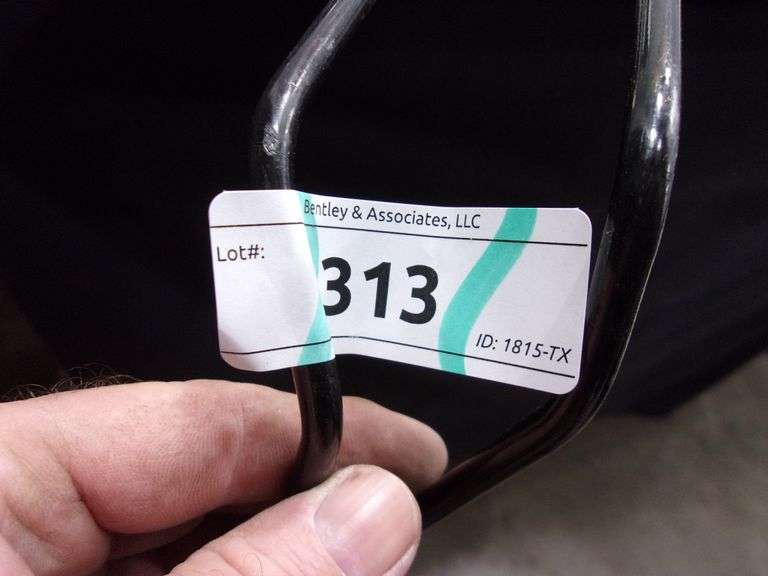 Bentley & Associates, LLC
Lot#:
313
ID: 1815-TX